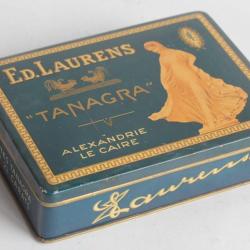 ED. LAURENS
"TANAGRA"
ALEXANDRIE
LE CAIRE
Laurens